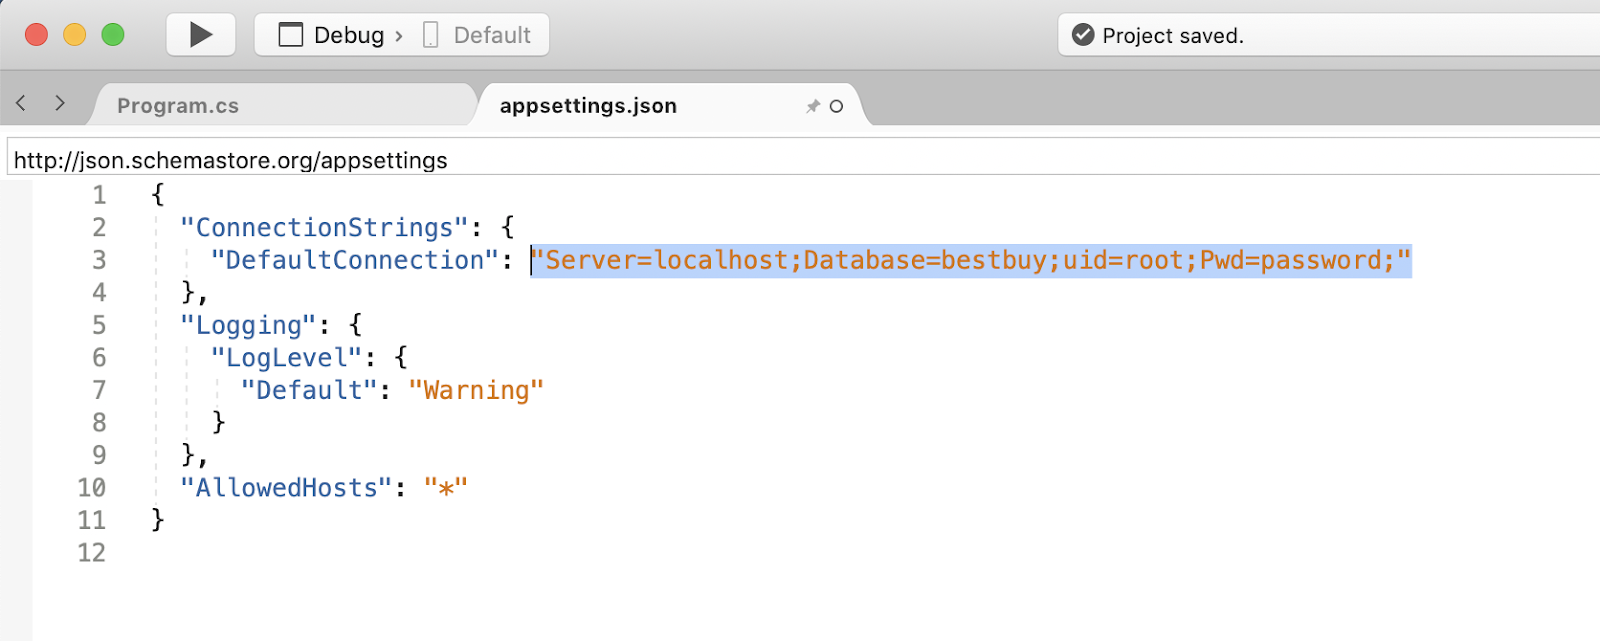 Debug › Default
Project saved.
Program.cs
appsettings.json
http://json.schemastore.org/appsettings
1 {
2 "ConnectionStrings": {
3 "DefaultConnection": "Server=localhost;Database=bestbuy;uid=root;Pwd=password;"
4 },
5 "Logging": {
6 "LogLevel": {
7 "Default": "Warning"
8 }
9 },
10 "AllowedHosts": "*"
11 }
12